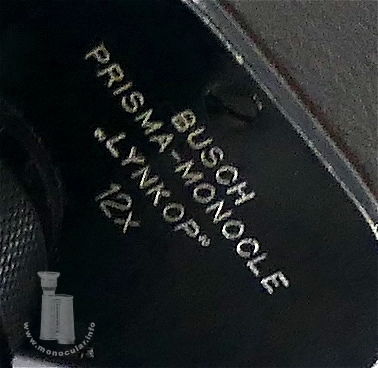 BUSCH
PRISMA-MONOCLE
„LYNKOP“
12X
www.monocular.info